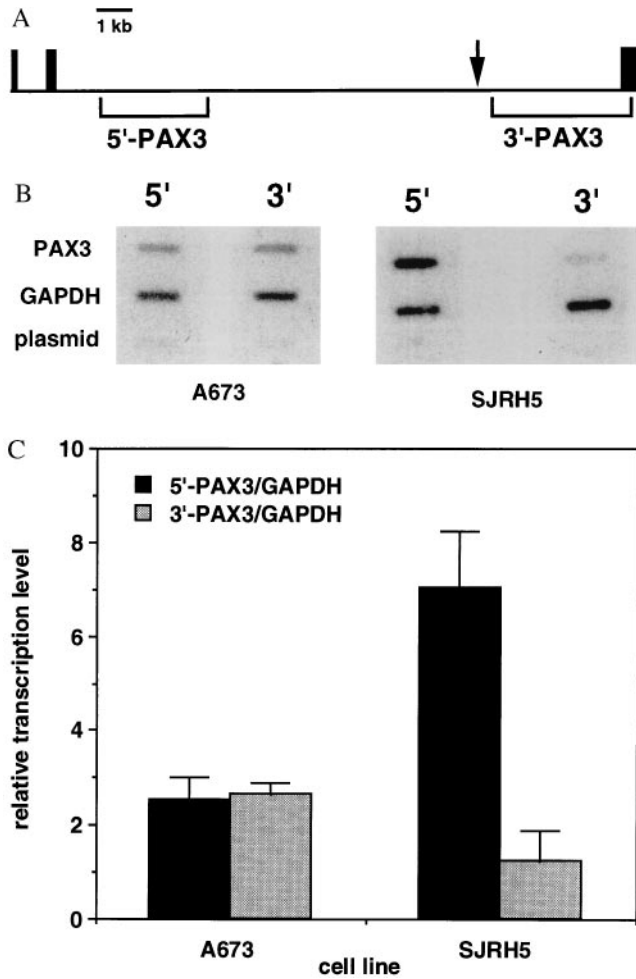 A
1 kb
5'-PAX3
3'-PAX3
B
5'
3'
5'
3'
PAX3
GAPDH
plasmid
A673
SJRH5
C
10
8
6
4
2
0
relative transcription level
5'-PAX3/GAPDH
3'-PAX3/GAPDH
A673
SJRH5
cell line